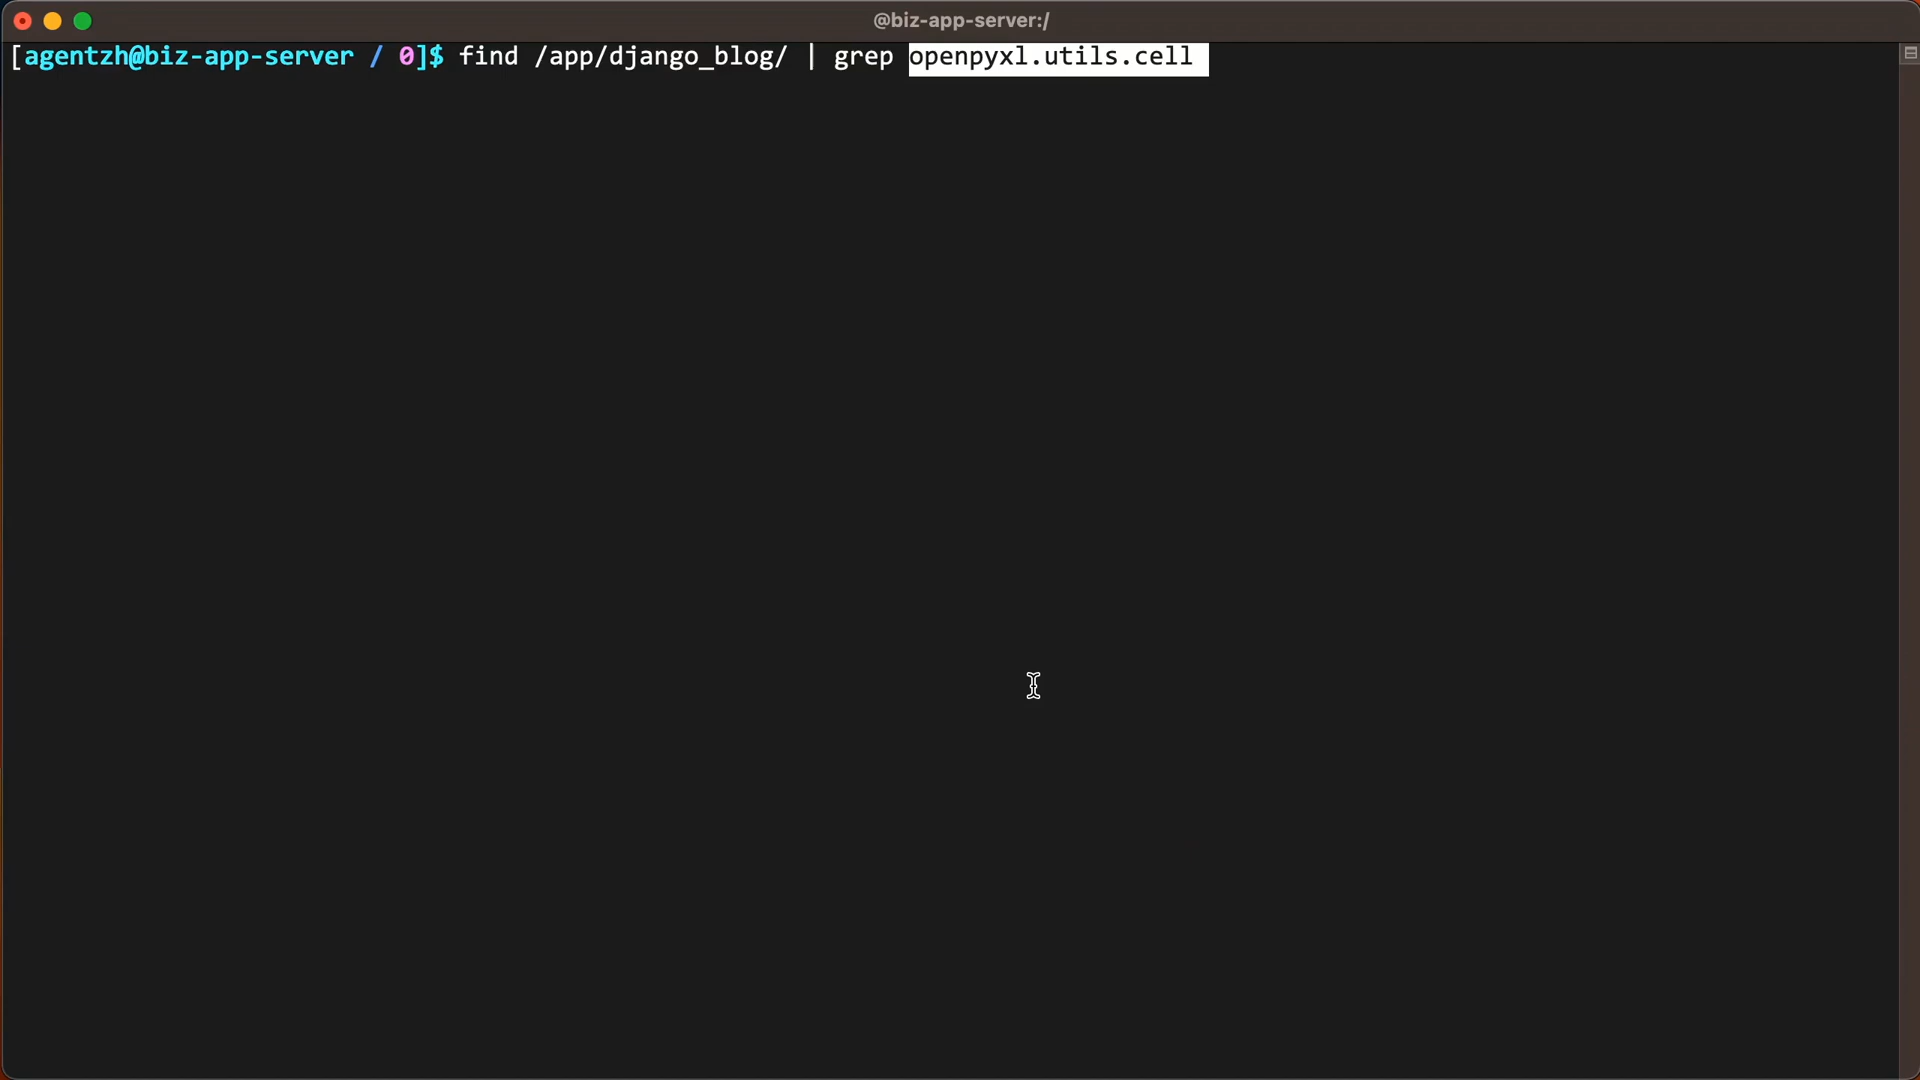 @biz-app-server:/
[agentzh@biz-app-server / 0]$ find /app/django_blog/ | grep openpyxl.utils.cell